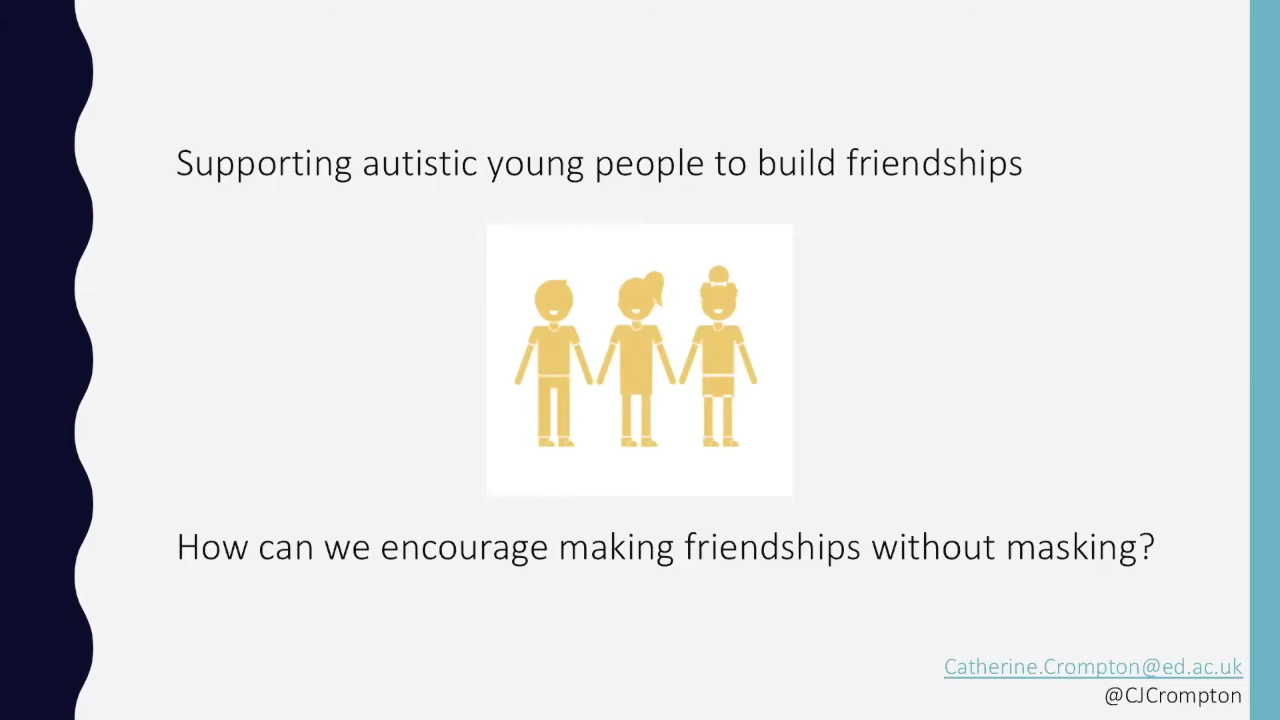 Supporting autistic young people to build friendships
How can we encourage making friendships without masking?
Catherine.Crompton@ed.ac.uk
@CJCrompton